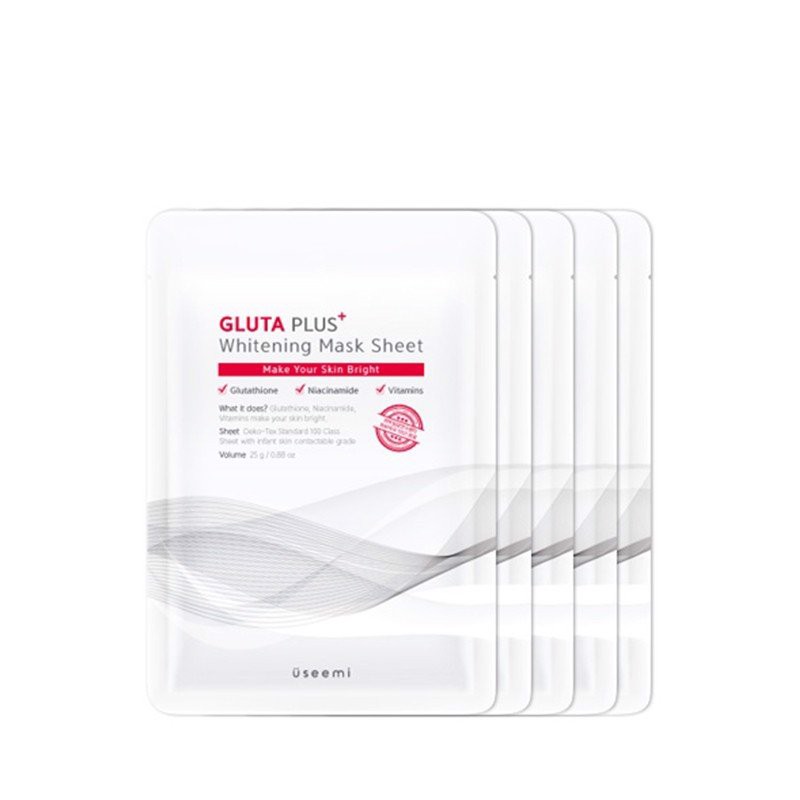 GLUTA PLUS+
Whitening Mask Sheet
Make Your Skin Bright
Glutathione Niacinamide Vitamins
What it does? Glutathione, Niacinamide,
Vitamins make your skin bright.
Sheet Oeko-Tex Standard 100 Class
Sheet with infant skin contactable grade
Volume 25 g / 0.88 oz
üseemi